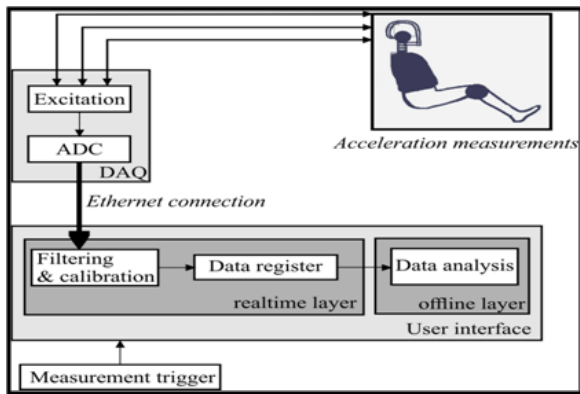 Excitation
ADC
DAQ
Acceleration measurements
Ethernet connection
Filtering
& calibration
Data register
Data analysis
realtime layer
offline layer
User interface
Measurement trigger